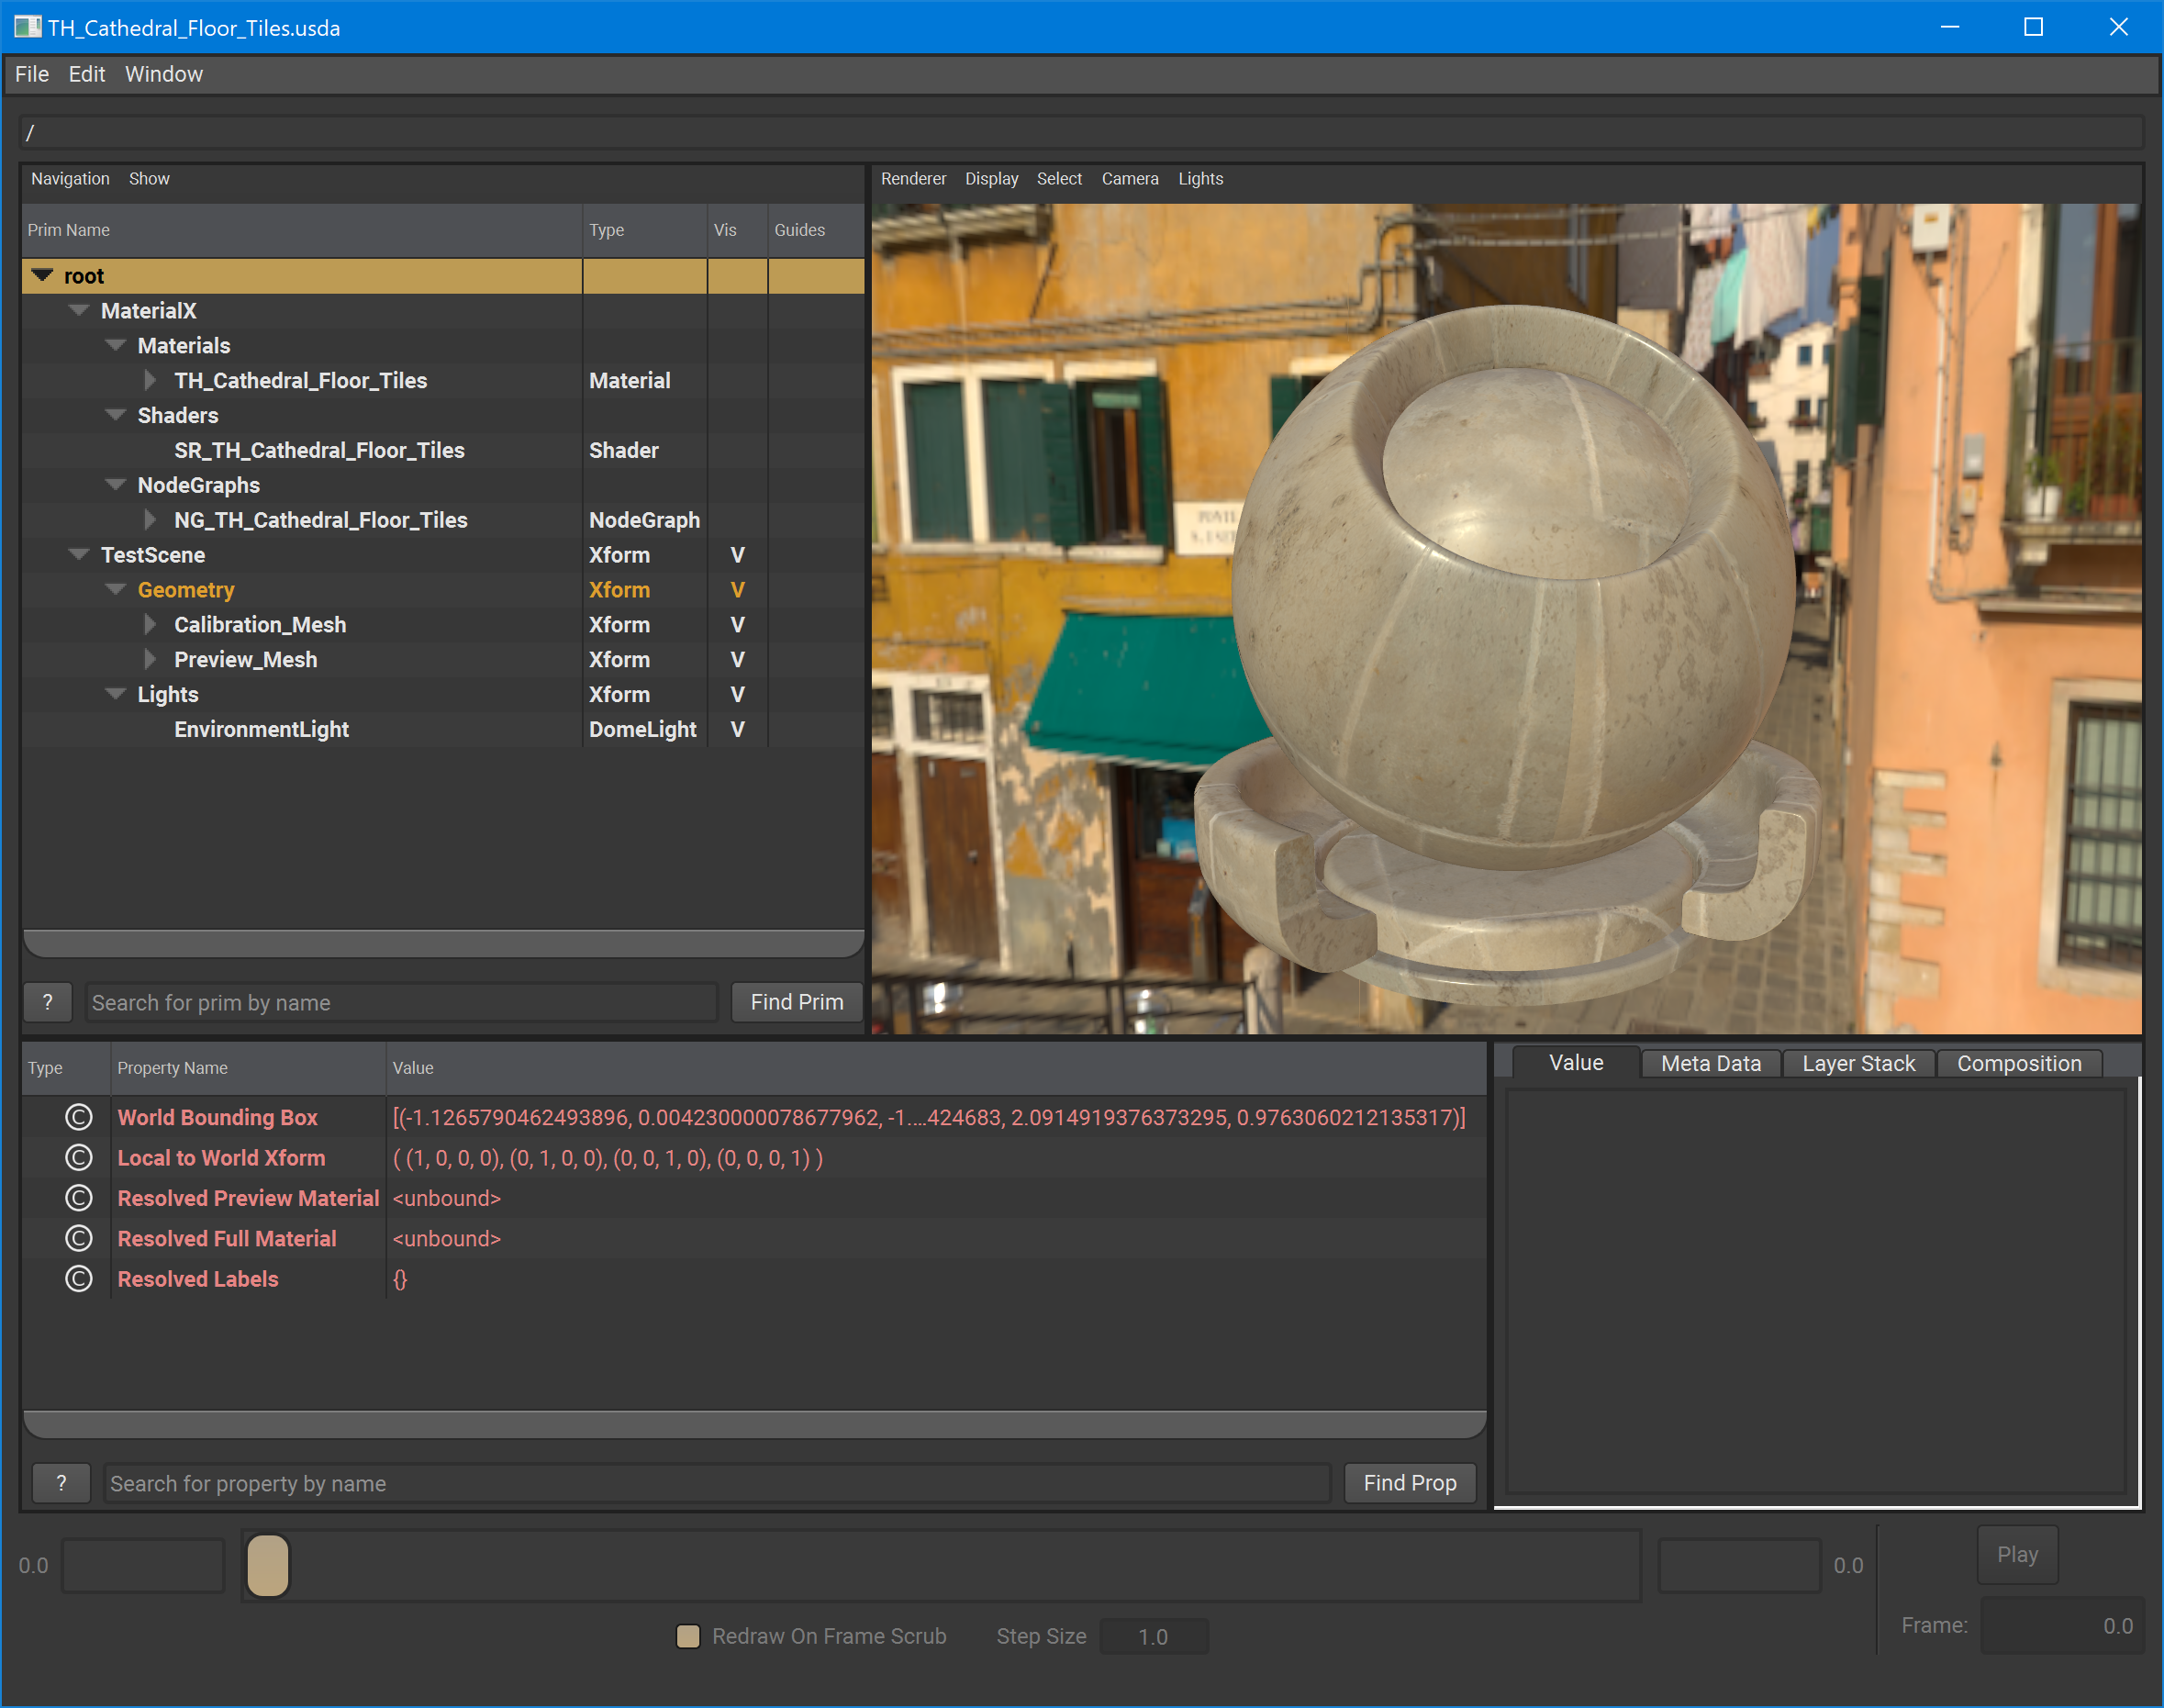 TH_Cathedral_Floor_Tiles.usda
File Edit Window
/
Navigation Show
Renderer Display Select Camera Lights
Prim Name Type Vis Guides
root
MaterialX
Materials
TH_Cathedral_Floor_Tiles Material
Shaders
SR_TH_Cathedral_Floor_Tiles Shader
NodeGraphs
NG_TH_Cathedral_Floor_Tiles NodeGraph
TestScene Xform V
Geometry Xform V
Calibration_Mesh Xform V
Preview_Mesh Xform V
Lights Xform V
EnvironmentLight DomeLight V
? Search for prim by name Find Prim
Type Property Name Value
Value Meta Data Layer Stack Composition
C World Bounding Box [(-1.1265790462493896, 0.004230000078677962, -1.…424683, 2.0914919376373295, 0.9763060212135317)]
C Local to World Xform ( (1, 0, 0, 0), (0, 1, 0, 0), (0, 0, 1, 0), (0, 0, 0, 1) )
C Resolved Preview Material <unbound>
C Resolved Full Material <unbound>
C Resolved Labels {}
? Search for property by name Find Prop
0.0 0.0 Play
Redraw On Frame Scrub Step Size 1.0
Frame: 0.0